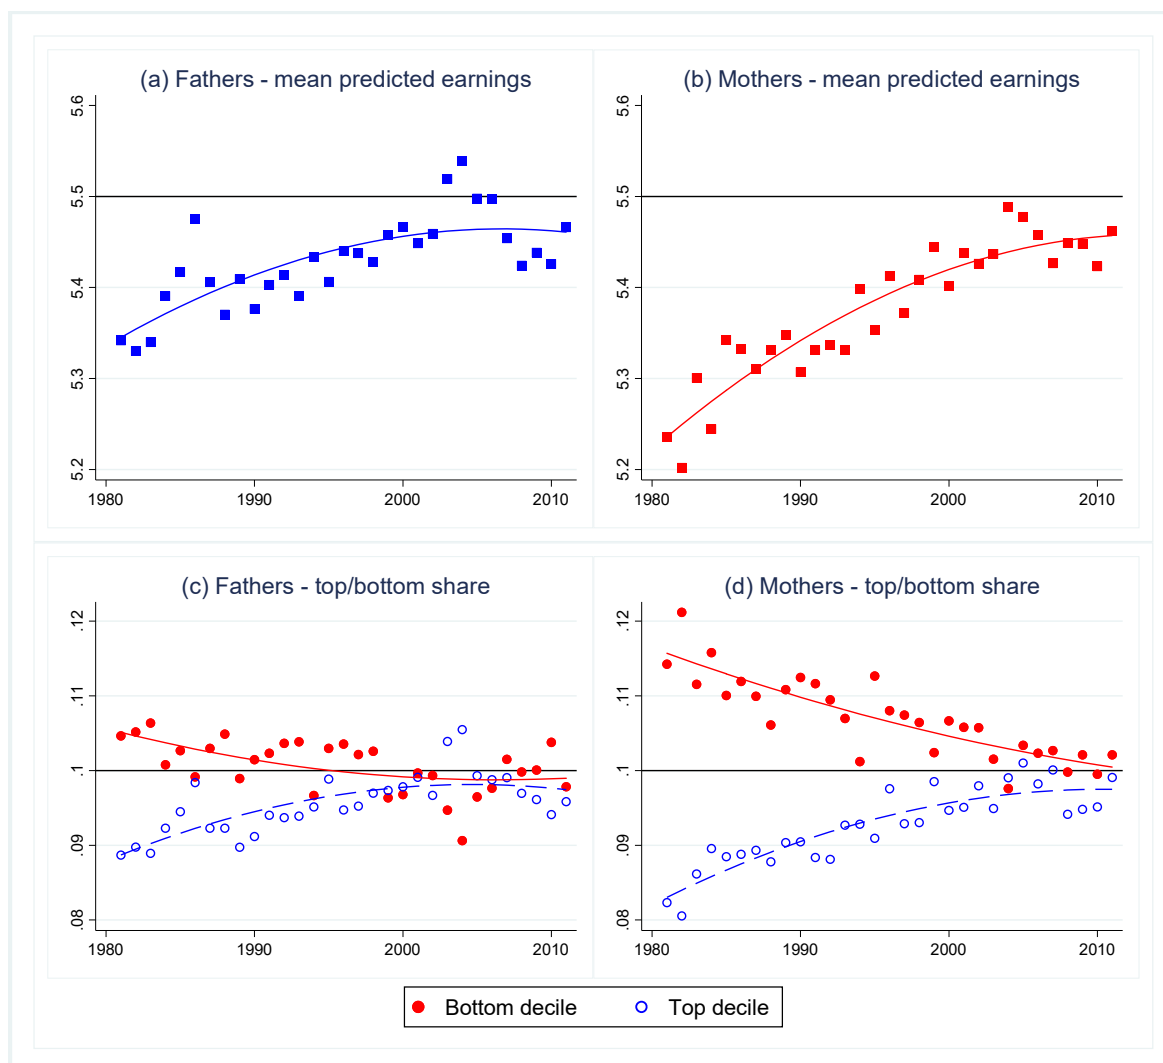 (a) Fathers - mean predicted earnings
5.6
5.5
5.4
5.3
5.2
1980 1990 2000 2010
(b) Mothers - mean predicted earnings
5.6
5.5
5.4
5.3
5.2
1980 1990 2000 2010
(c) Fathers - top/bottom share
.12
.11
.1
.09
.08
1980 1990 2000 2010
(d) Mothers - top/bottom share
.12
.11
.1
.09
.08
1980 1990 2000 2010
Bottom decile Top decile